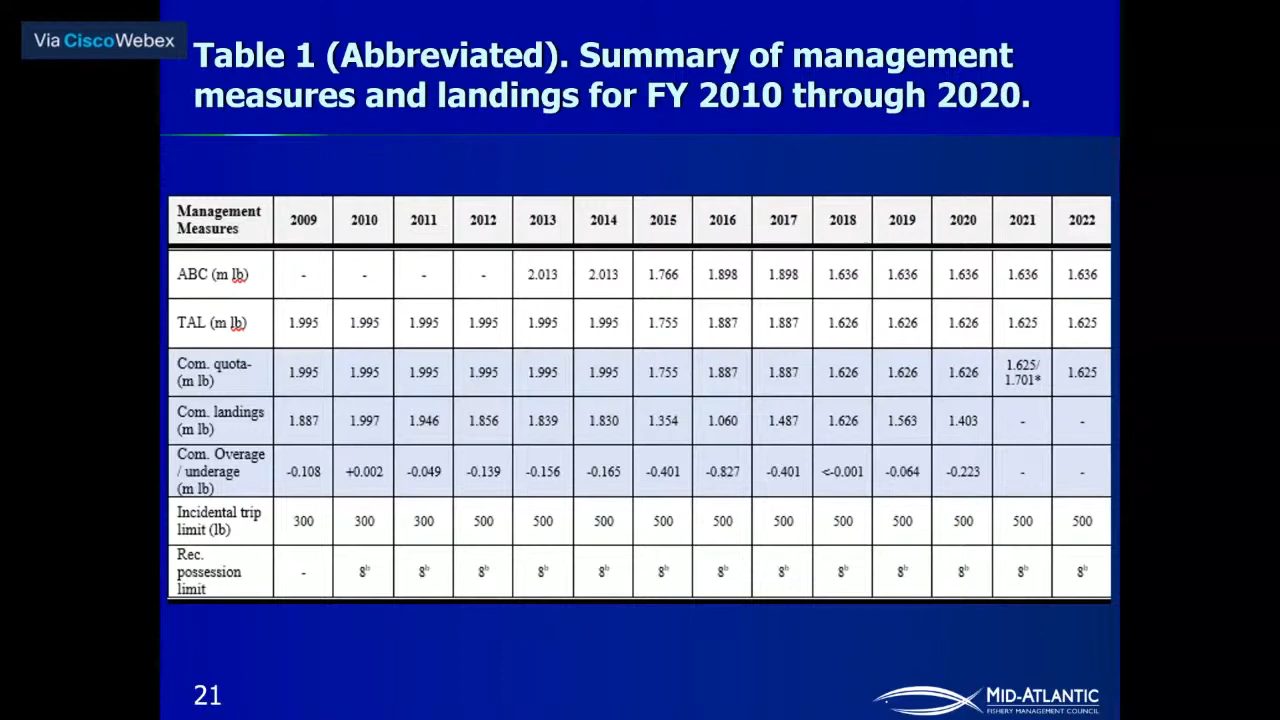 Via CiscoWebex
Table 1 (Abbreviated). Summary of management
measures and landings for FY 2010 through 2020.
Management
Measures 2009 2010 2011 2012 2013 2014 2015 2016 2017 2018 2019 2020 2021 2022
ABC (m lb) - - - - 2.013 2.013 1.766 1.898 1.898 1.636 1.636 1.636 1.636 1.636
TAL (m lb) 1.995 1.995 1.995 1.995 1.995 1.995 1.755 1.887 1.887 1.626 1.626 1.626 1.625 1.625
Com. quota-
(m lb) 1.995 1.995 1.995 1.995 1.995 1.995 1.755 1.887 1.887 1.626 1.626 1.626 1.625/
1.701* 1.625
Com. landings
(m lb) 1.887 1.997 1.946 1.856 1.839 1.830 1.354 1.060 1.487 1.626 1.563 1.403 - -
Com. Overage
/ underage
(m lb) -0.108 +0.002 -0.049 -0.139 -0.156 -0.165 -0.401 -0.827 -0.401 <-0.001 -0.064 -0.223 - -
Incidental trip
limit (lb) 300 300 300 500 500 500 500 500 500 500 500 500 500 500
Rec.
possession
limit - 8ᵇ 8ᵇ 8ᵇ 8ᵇ 8ᵇ 8ᵇ 8ᵇ 8ᵇ 8ᵇ 8ᵇ 8ᵇ 8ᵇ 8ᵇ
21
MID-ATLANTIC
FISHERY MANAGEMENT COUNCIL